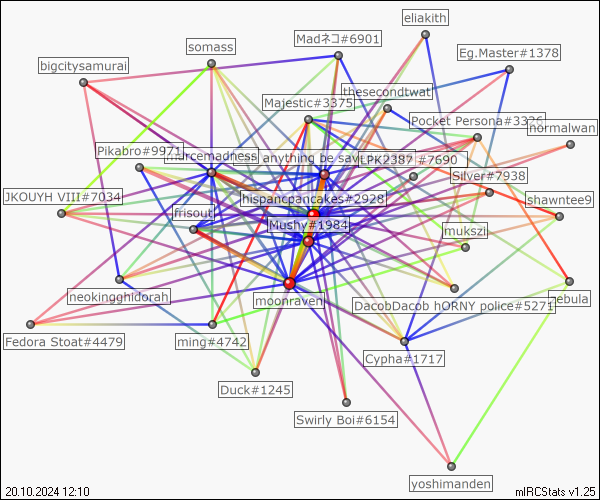 eliakith
Madネコ#6901
somass
Eg.Master#1378
bigcitysamurai
thesecondtwat
Majestic#3375
Pocket Persona#3326
normalwan
Pikabro#9971
marcemadness
anything be sav
LPK2387 #7690
Silver#7938
JKOUYH VIII#7034
hispancpancakes#2928
shawntee9
frisout
Mushy#1984
mukszi
neokingghidorah
moonraven
DacobDacob hORNY police#5271
nebula
Fedora Stoat#4479
ming#4742
Cypha#1717
Duck#1245
Swirly Boi#6154
yoshimanden
20.10.2024 12:10
mIRCStats v1.25